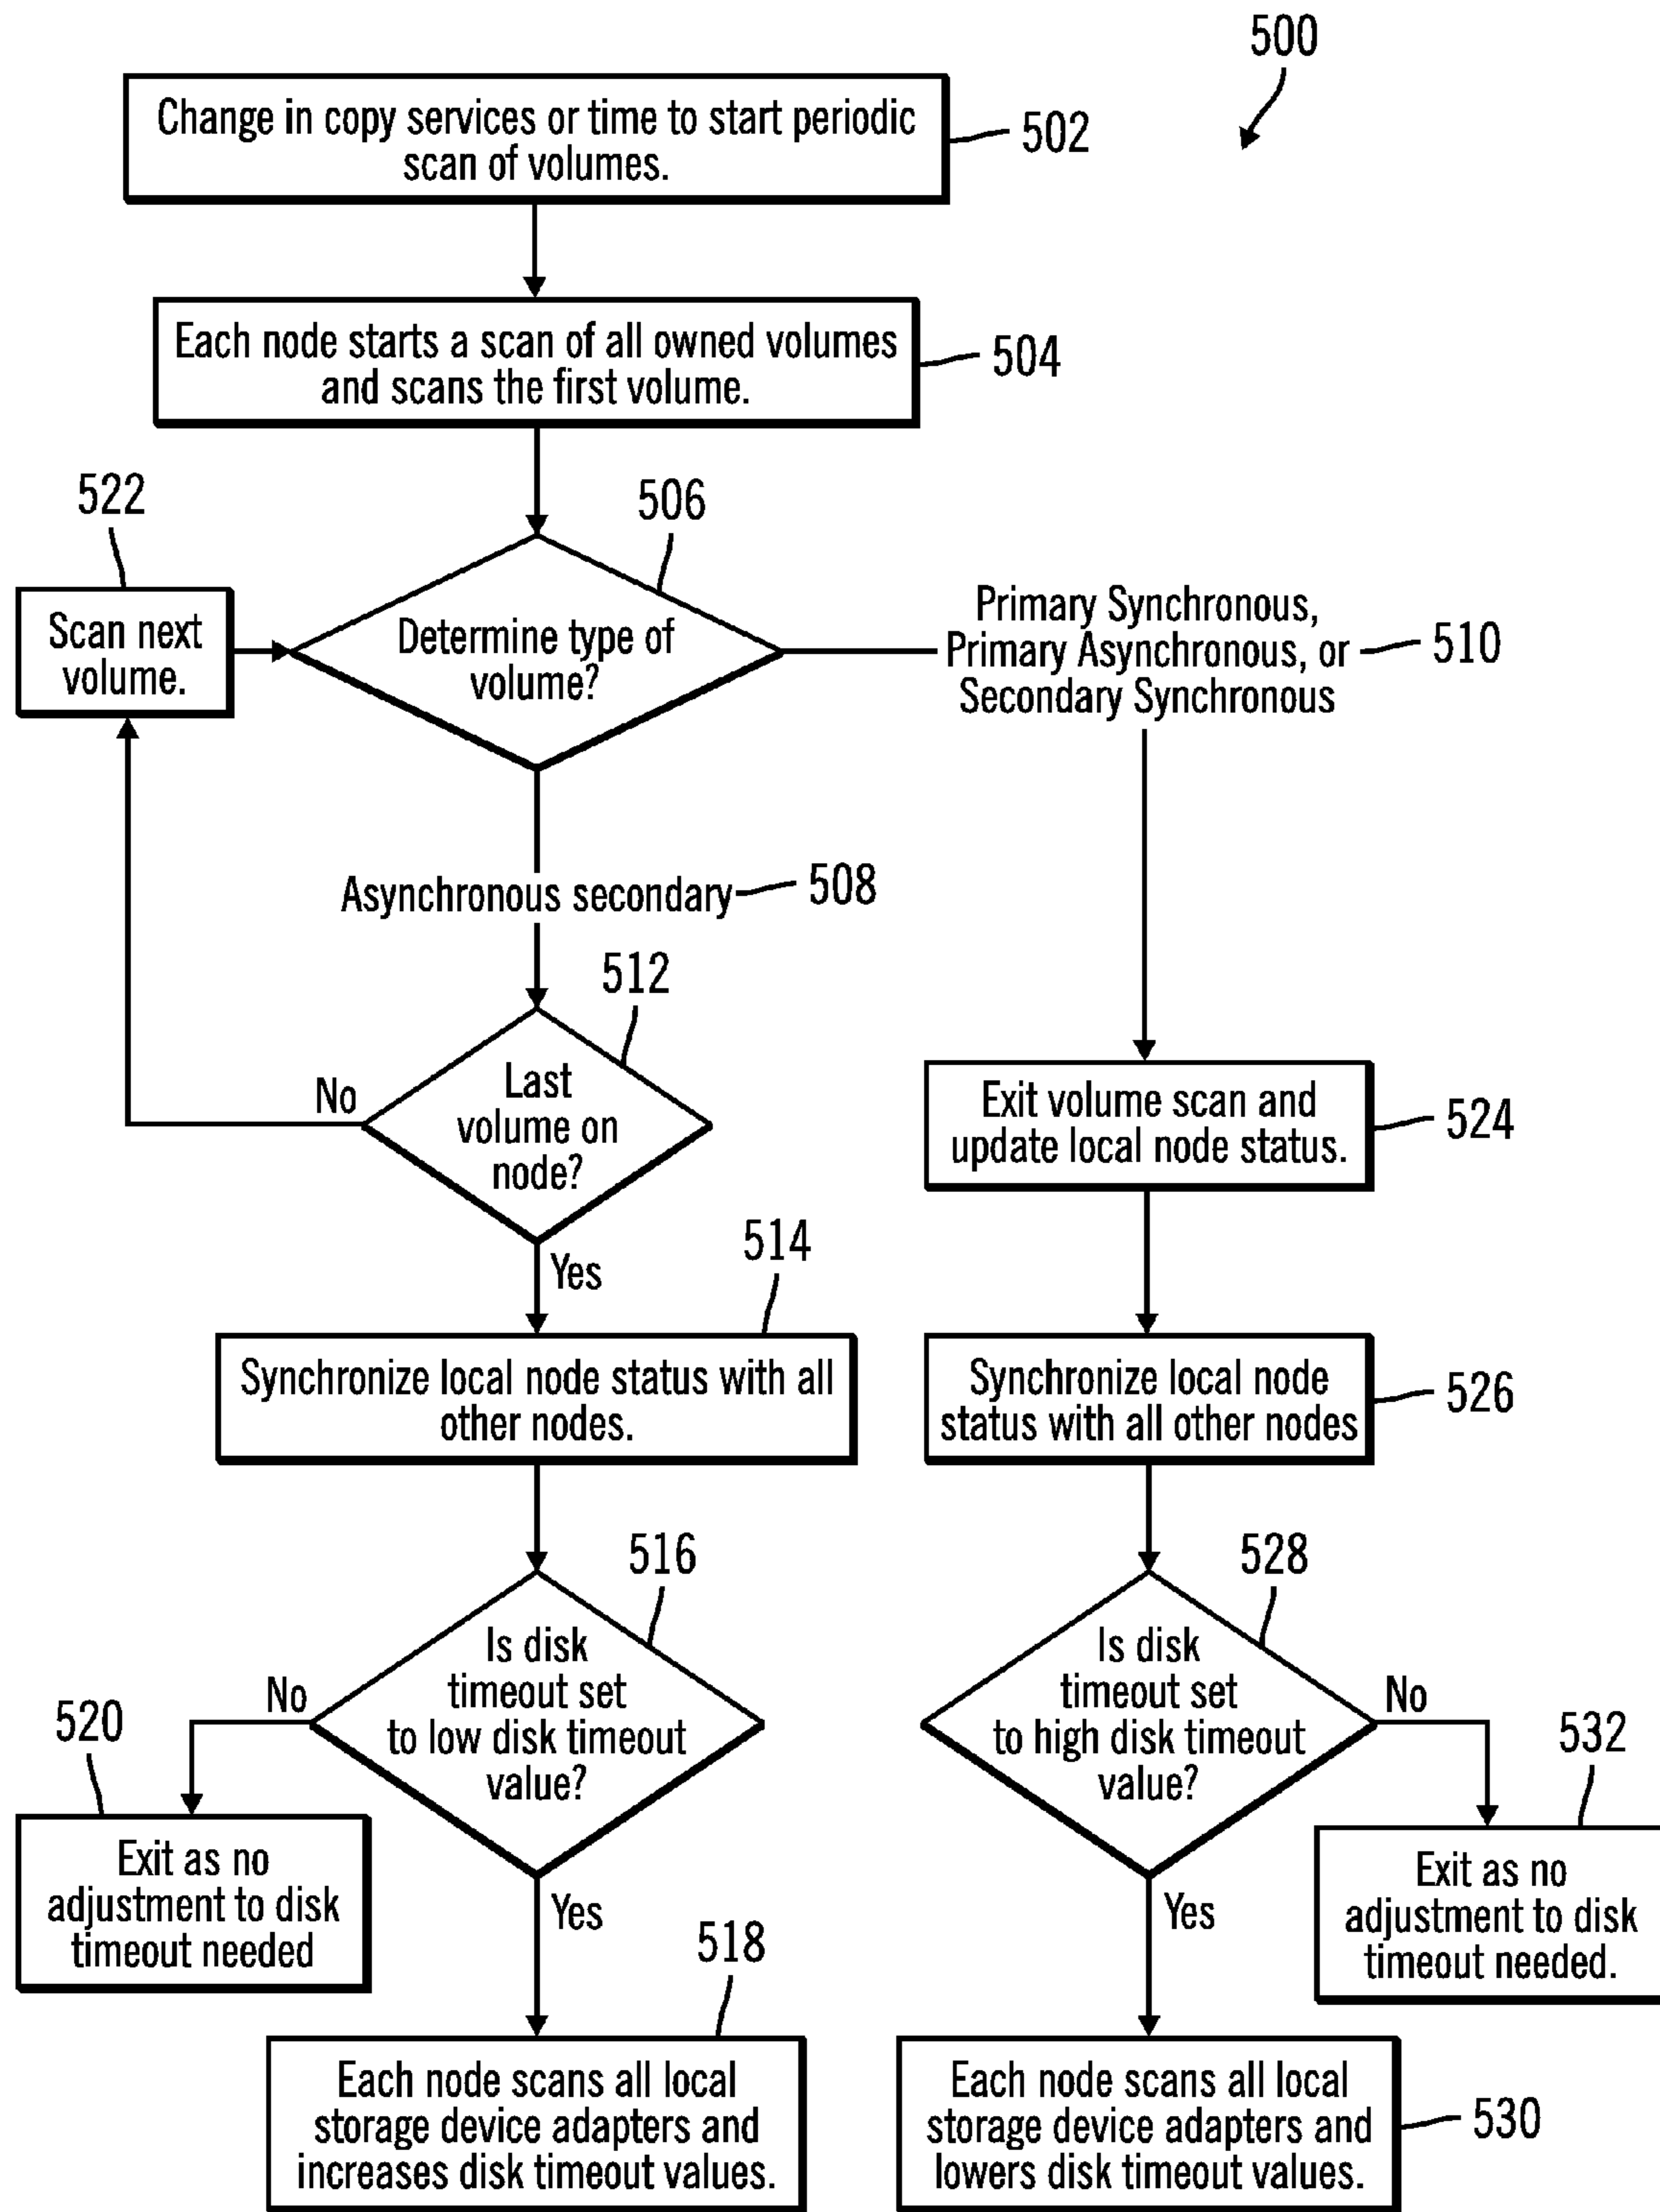 500
Change in copy services or time to start periodic
scan of volumes.
502
Each node starts a scan of all owned volumes
and scans the first volume.
504
522
506
Scan next
volume.
Determine type of
volume?
Primary Synchronous,
Primary Asynchronous, or
Secondary Synchronous
510
Asynchronous secondary
508
512
Last
volume on
node?
No
Yes
Exit volume scan and
update local node status.
524
514
Synchronize local node status with all
other nodes.
Synchronize local node
status with all other nodes
526
516
Is disk
timeout set
to low disk timeout
value?
No
Yes
528
Is disk
timeout set
to high disk timeout
value?
No
Yes
520
Exit as no
adjustment to disk
timeout needed
532
Exit as no
adjustment to disk
timeout needed.
518
Each node scans all local
storage device adapters and
increases disk timeout values.
Each node scans all local
storage device adapters and
lowers disk timeout values.
530